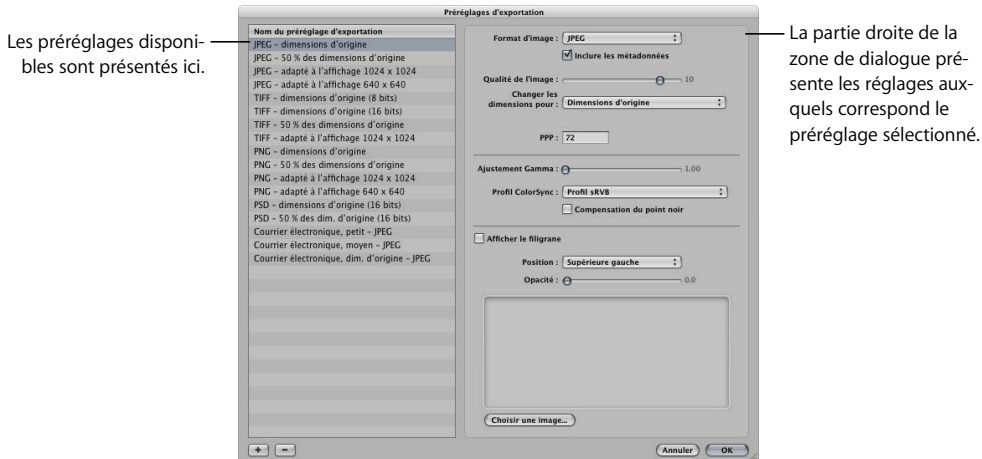 Préréglages d'exportation
Les préréglages disponi-
bles sont présentés ici.
Nom du préréglage d'exportation
JPEG – dimensions d'origine
JPEG – 50 % des dimensions d'origine
JPEG – adapté à l'affichage 1024 x 1024
JPEG – adapté à l'affichage 640 x 640
TIFF – dimensions d'origine (8 bits)
TIFF – dimensions d'origine (16 bits)
TIFF – 50 % des dimensions d'origine
TIFF – adapté à l'affichage 1024 x 1024
PNG – dimensions d'origine
PNG – 50 % des dimensions d'origine
PNG – adapté à l'affichage 1024 x 1024
PNG – adapté à l'affichage 640 x 640
PSD – dimensions d'origine (16 bits)
PSD – 50 % des dim. d'origine (16 bits)
Courrier électronique, petit – JPEG
Courrier électronique, moyen – JPEG
Courrier électronique, dim. d'origine – JPEG
Format d'image : JPEG
Inclure les métadonnées
Qualité de l'image : 10
Changer les
dimensions pour : Dimensions d'origine
PPP : 72
Ajustement Gamma : 1.00
Profil ColorSync : Profil sRVB
Compensation du point noir
Afficher le filigrane
Position : Supérieure gauche
Opacité : 0.0
Choisir une image...
+ –
Annuler OK
La partie droite de la
zone de dialogue pré-
sente les réglages aux-
quels correspond le
préréglage sélectionné.